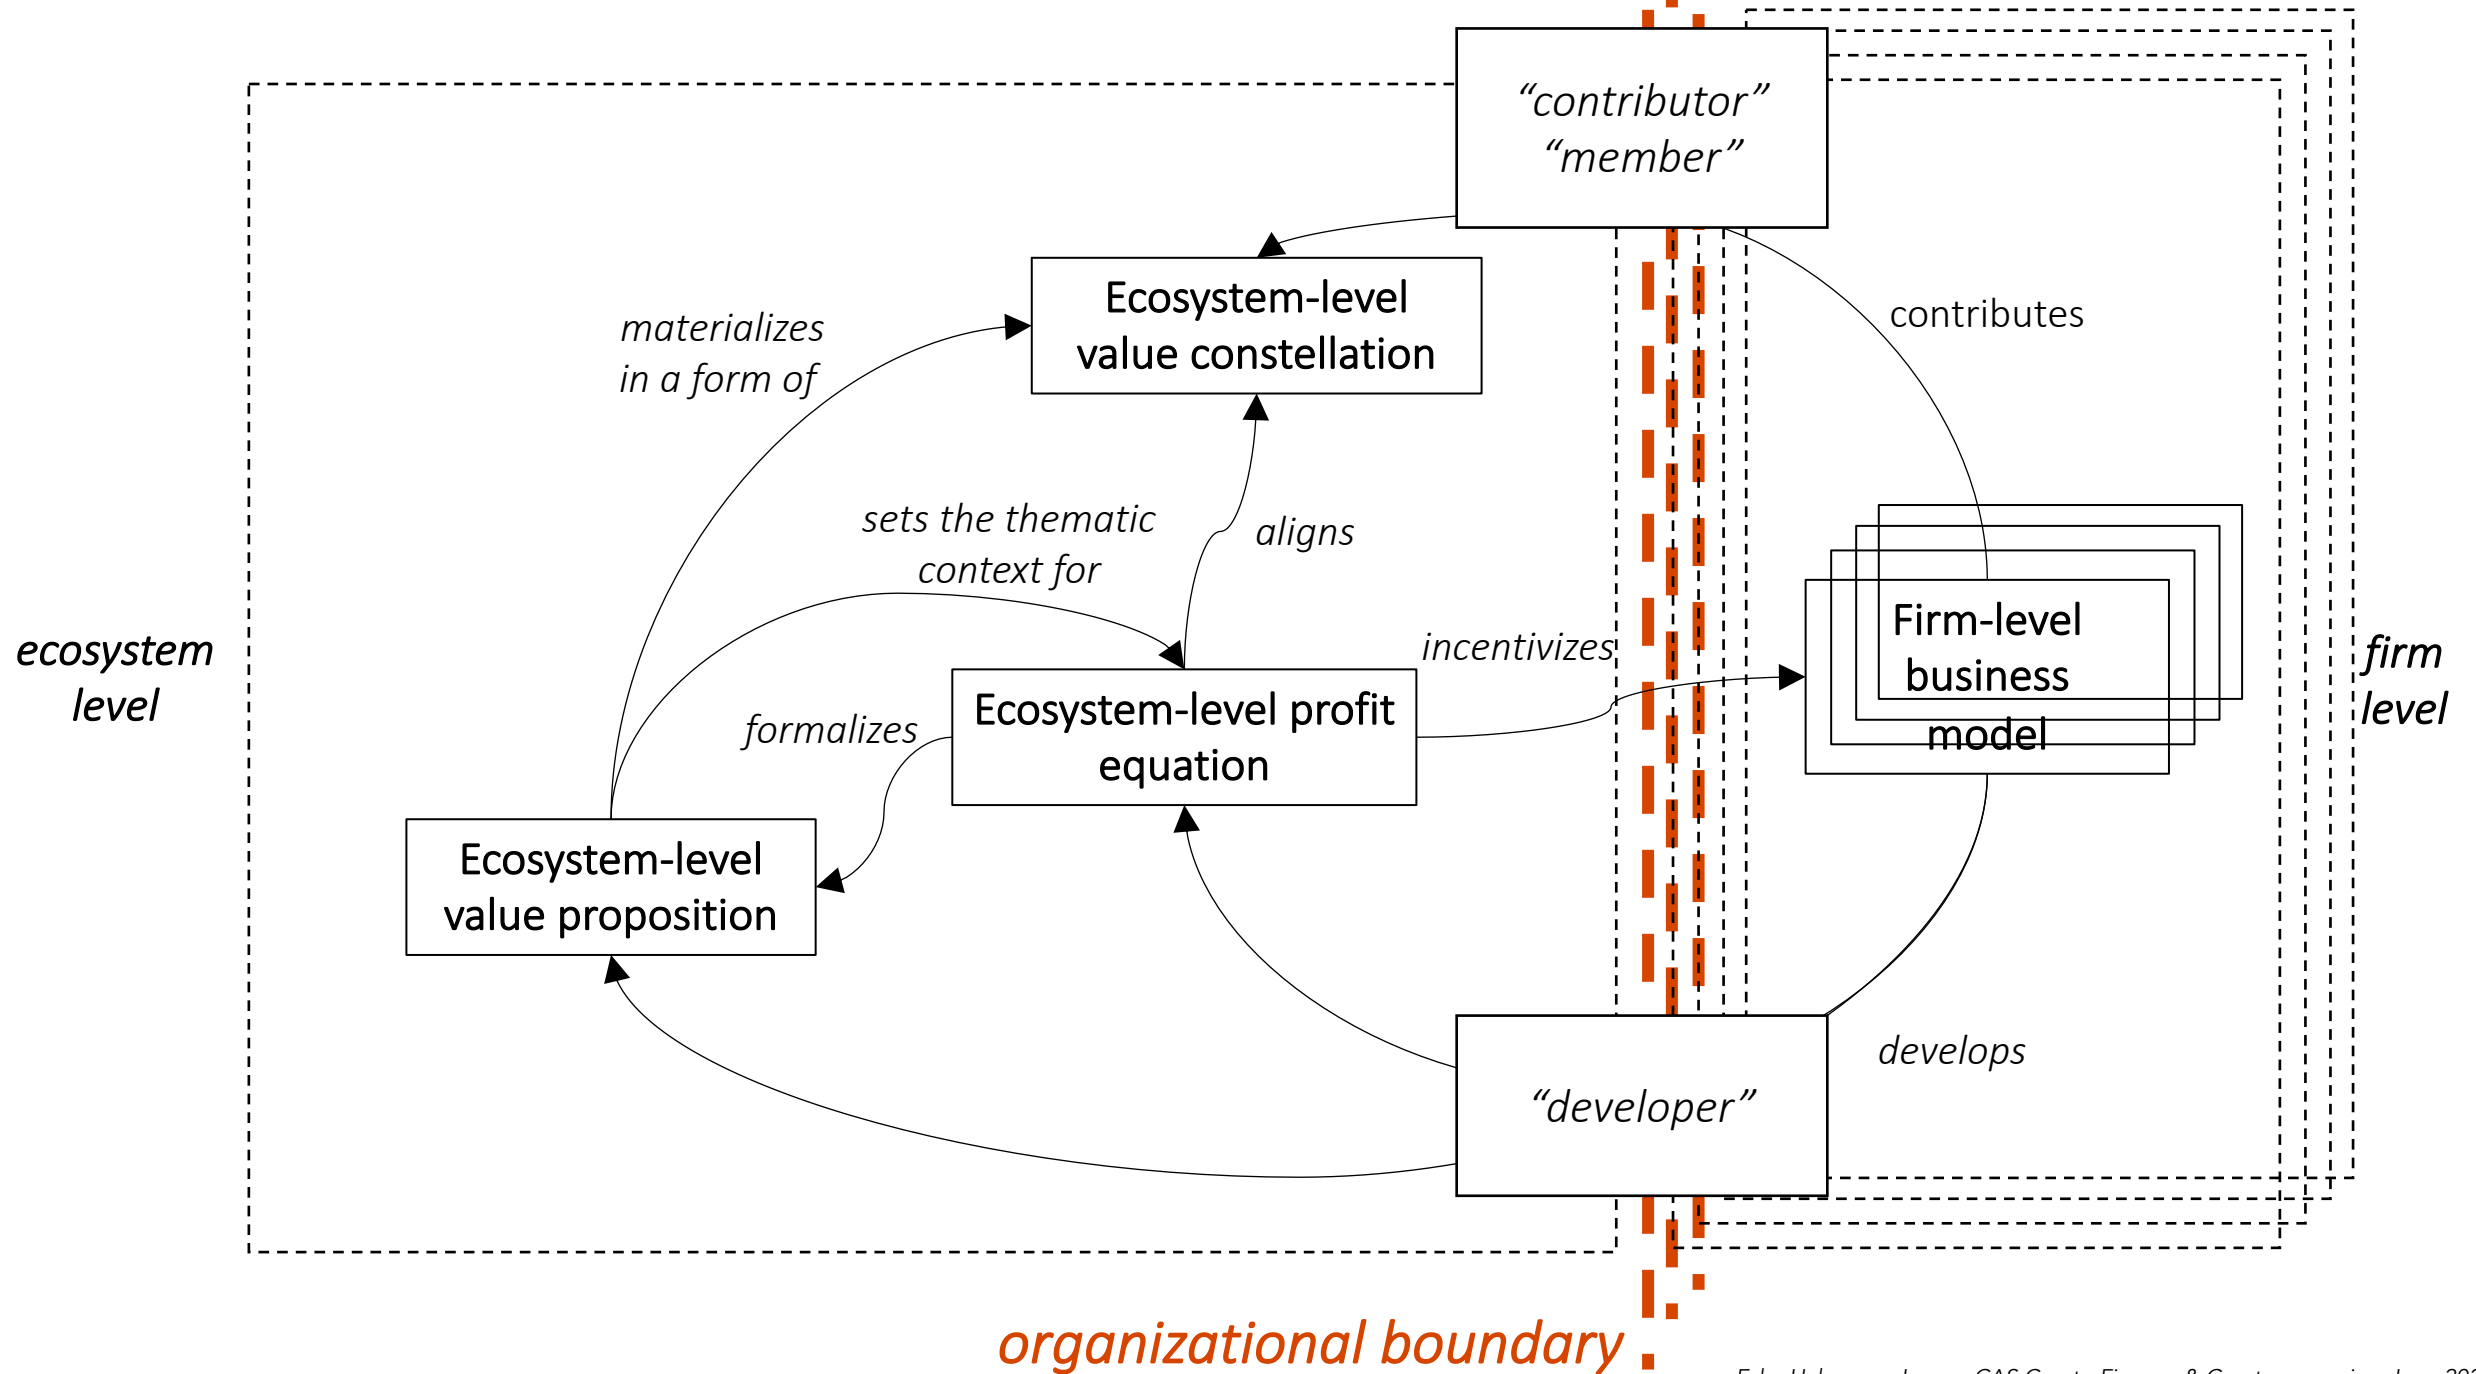 “contributor”
“member”
Ecosystem-level
value constellation
materializes
in a form of
contributes
sets the thematic
context for
aligns
ecosystem
level
incentivizes
Firm-level
business
model
firm
level
formalizes
Ecosystem-level profit
equation
Ecosystem-level
value proposition
develops
“developer”
organizational boundary